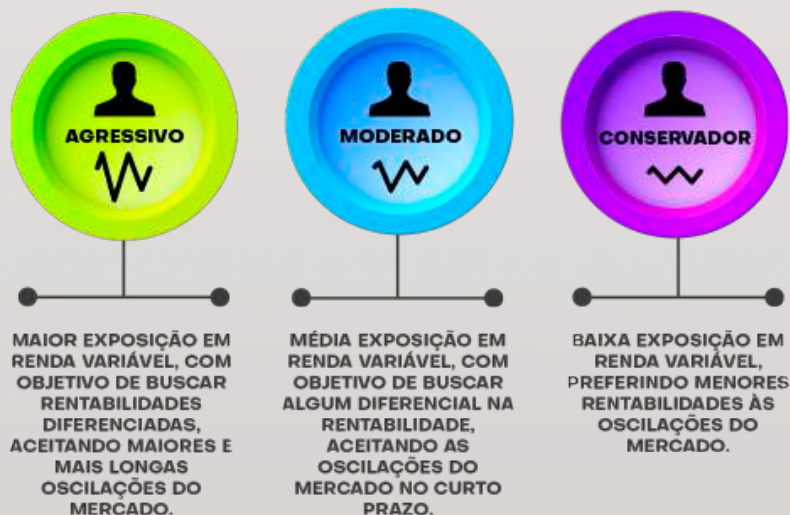 AGRESSIVO
MAIOR EXPOSIÇÃO EM
RENDA VARIÁVEL, COM
OBJETIVO DE BUSCAR
RENTABILIDADES
DIFERENCIADAS,
ACEITANDO MAIORES E
MAIS LONGAS
OSCILAÇÕES DO
MERCADO.
MODERADO
MÉDIA EXPOSIÇÃO EM
RENDA VARIÁVEL, COM
OBJETIVO DE BUSCAR
ALGUM DIFERENCIAL NA
RENTABILIDADE,
ACEITANDO AS
OSCILAÇÕES DO
MERCADO NO CURTO
PRAZO.
CONSERVADOR
BAIXA EXPOSIÇÃO EM
RENDA VARIÁVEL,
PREFERINDO MENORES
RENTABILIDADES ÀS
OSCILAÇÕES DO
MERCADO.